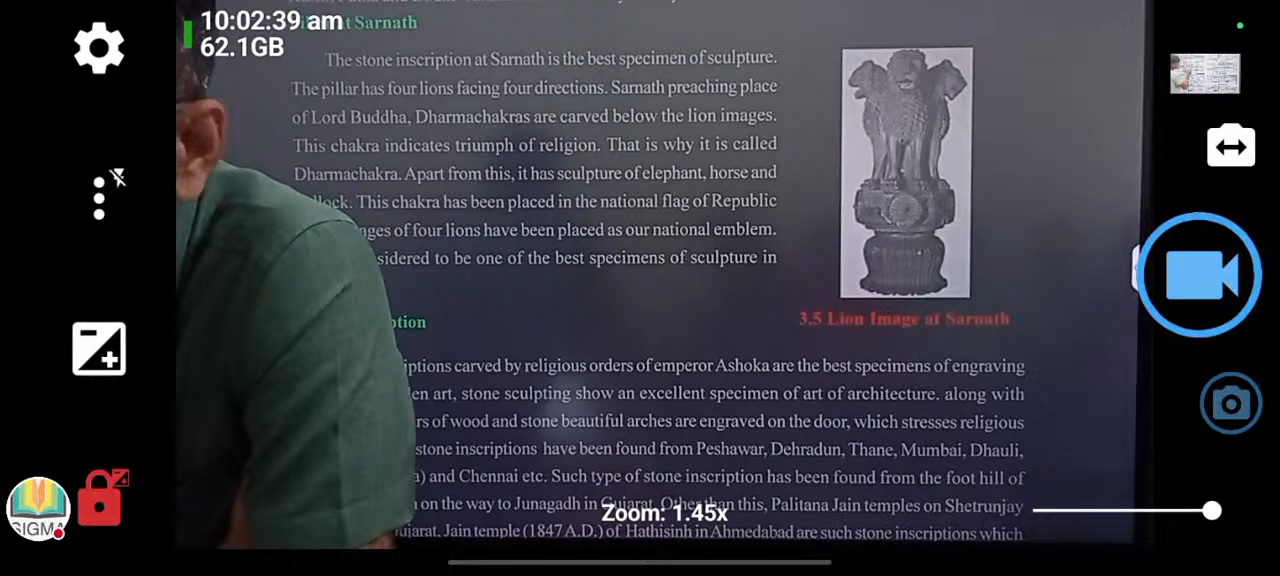 10:02:39 am
62.1GB
t Sarnath
The stone inscription at Sarnath is the best specimen of sculpture.
The pillar has four lions facing four directions. Sarnath preaching place
of Lord Buddha, Dharmachakras are carved below the lion images.
This chakra indicates triumph of religion. That is why it is called
Dharmachakra. Apart from this, it has sculpture of elephant, horse and
lock. This chakra has been placed in the national flag of Republic
ges of four lions have been placed as our national emblem.
sidered to be one of the best specimens of sculpture in
3.5 Lion Image at Sarnath
ption
iptions carved by religious orders of emperor Ashoka are the best specimens of engraving
en art, stone sculpting show an excellent specimen of art of architecture. along with
rs of wood and stone beautiful arches are engraved on the door, which stresses religious
stone inscriptions have been found from Peshawar, Dehradun, Thane, Mumbai, Dhauli,
a) and Chennai etc. Such type of stone inscription has been found from the foot hill of
on the way to Junagadh in Gujarat. Other than this, Palitana Jain temples on Shetrunjay
Zoom: 1.45x
ujarat, Jain temple (1847 A.D.) of Hathisinh in Ahmedabad are such stone inscriptions which
SIGMA